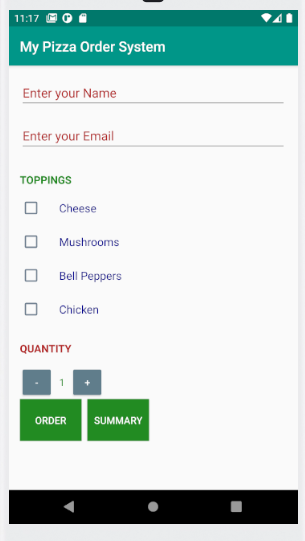 11:17
My Pizza Order System
Enter your Name
Enter your Email
TOPPINGS
Cheese
Mushrooms
Bell Peppers
Chicken
QUANTITY
- 1 +
ORDER SUMMARY